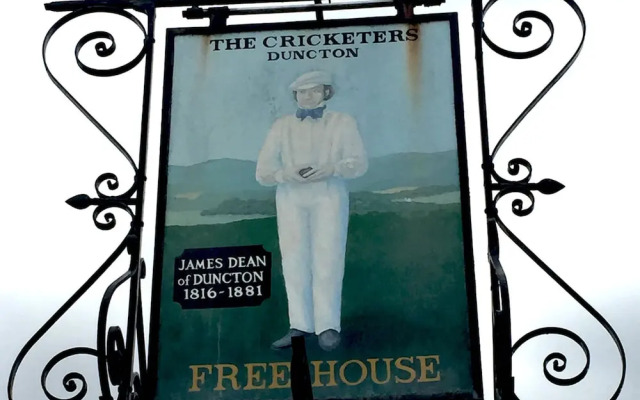 THE CRICKETERS
DUNCTON
JAMES DEAN
of DUNCTON
1816-1881
FREE HOUSE